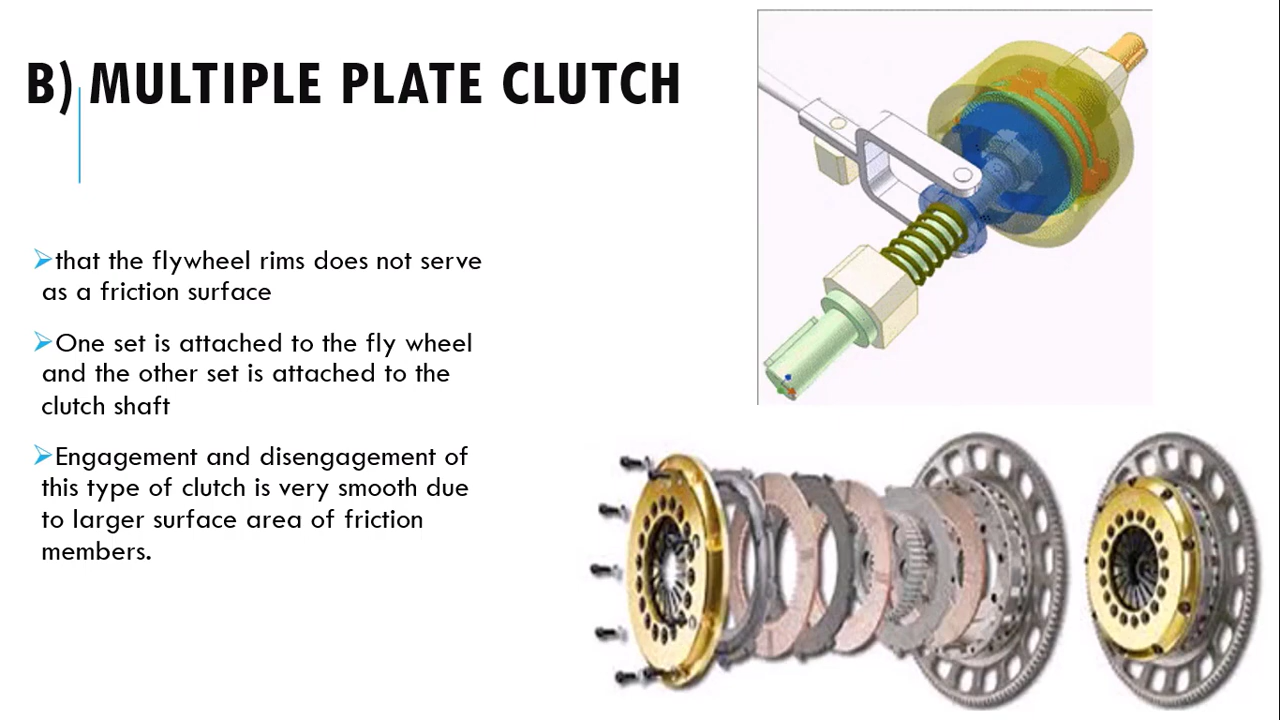 B) MULTIPLE PLATE CLUTCH
that the flywheel rims does not serve
as a friction surface
One set is attached to the fly wheel
and the other set is attached to the
clutch shaft
Engagement and disengagement of
this type of clutch is very smooth due
to larger surface area of friction
members.